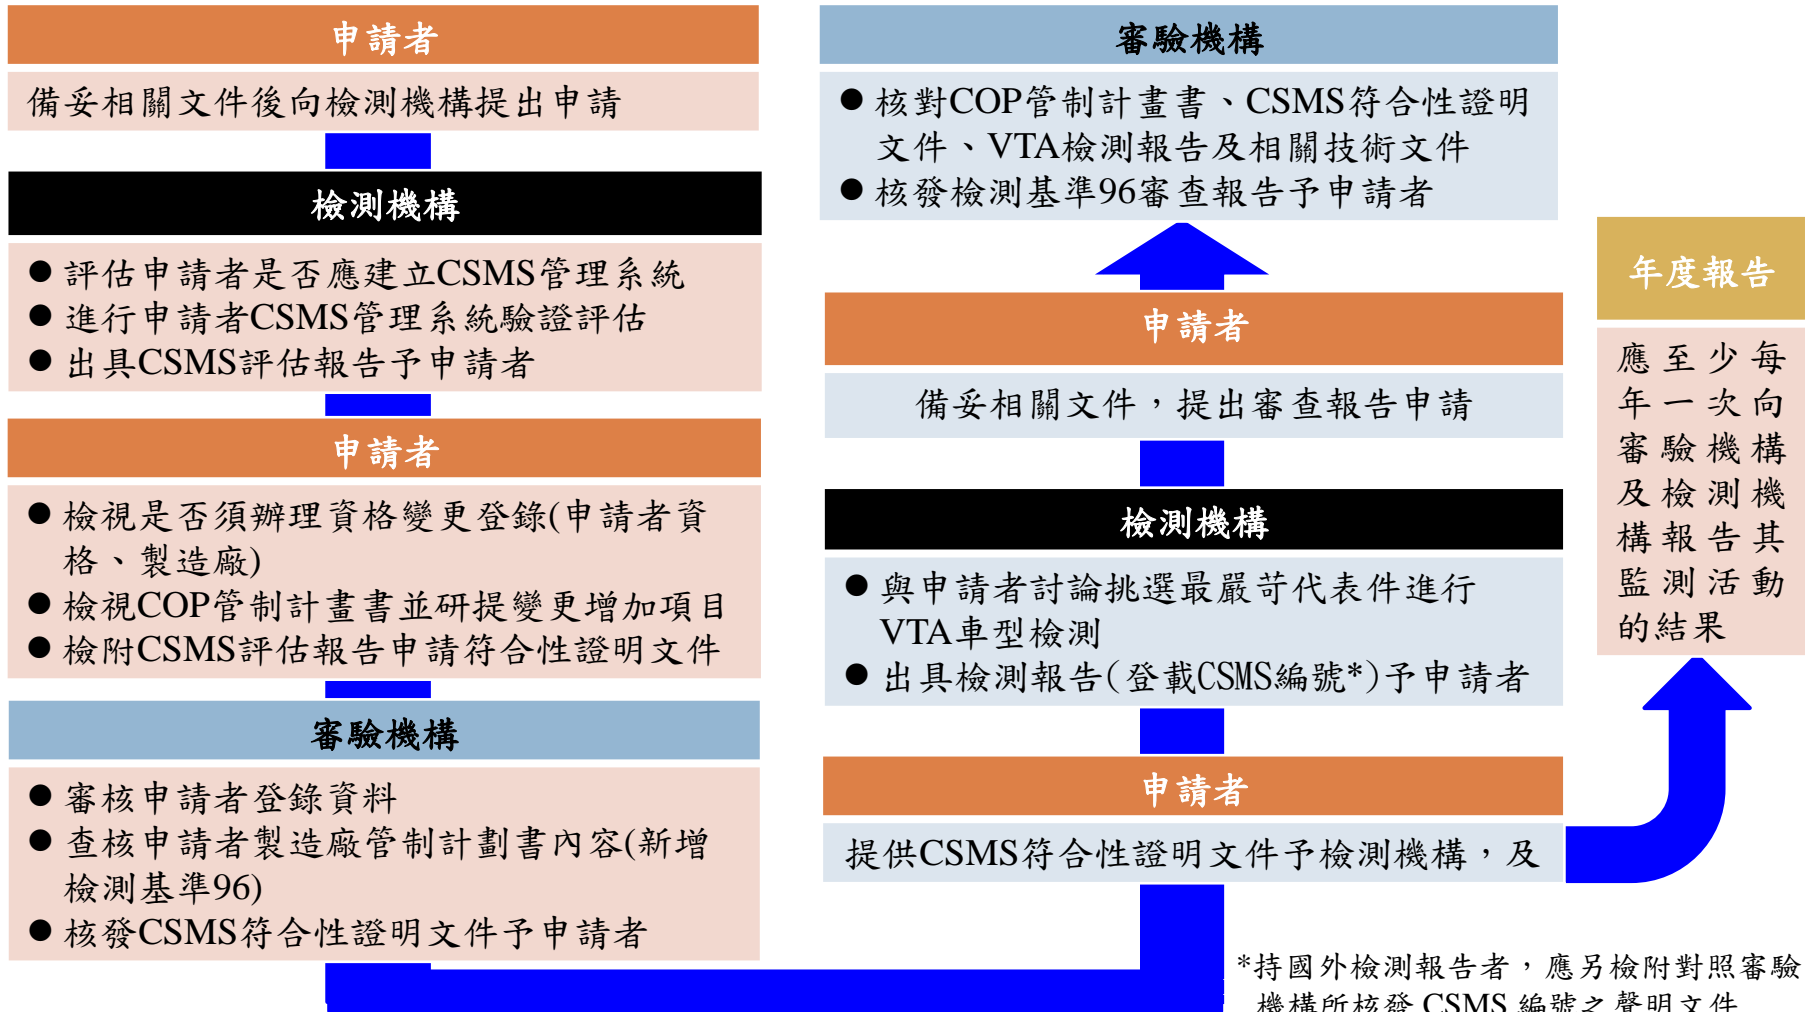 申請者
備妥相關文件後向檢測機構提出申請
檢測機構
● 評估申請者是否應建立CSMS管理系統
● 進行申請者CSMS管理系統驗證評估
● 出具CSMS評估報告予申請者
申請者
● 檢視是否須辦理資格變更登錄(申請者資
格、製造廠)
● 檢視COP管制計畫書並研提變更增加項目
● 檢附CSMS評估報告申請符合性證明文件
審驗機構
● 審核申請者登錄資料
● 查核申請者製造廠管制計劃書內容(新增
檢測基準96)
● 核發CSMS符合性證明文件予申請者
審驗機構
● 核對COP管制計畫書、CSMS符合性證明
文件、VTA檢測報告及相關技術文件
● 核發檢測基準96審查報告予申請者
申請者
備妥相關文件，提出審查報告申請
檢測機構
● 與申請者討論挑選最嚴苛代表件進行
VTA車型檢測
● 出具檢測報告(登載CSMS編號*)予申請者
申請者
提供CSMS符合性證明文件予檢測機構，及
年度報告
應至少每
年一次向
審驗機構
及檢測機
構報告其
監測活動
的結果
*持國外檢測報告者，應另檢附對照審驗
機構所核發 CSMS 編號之聲明文件